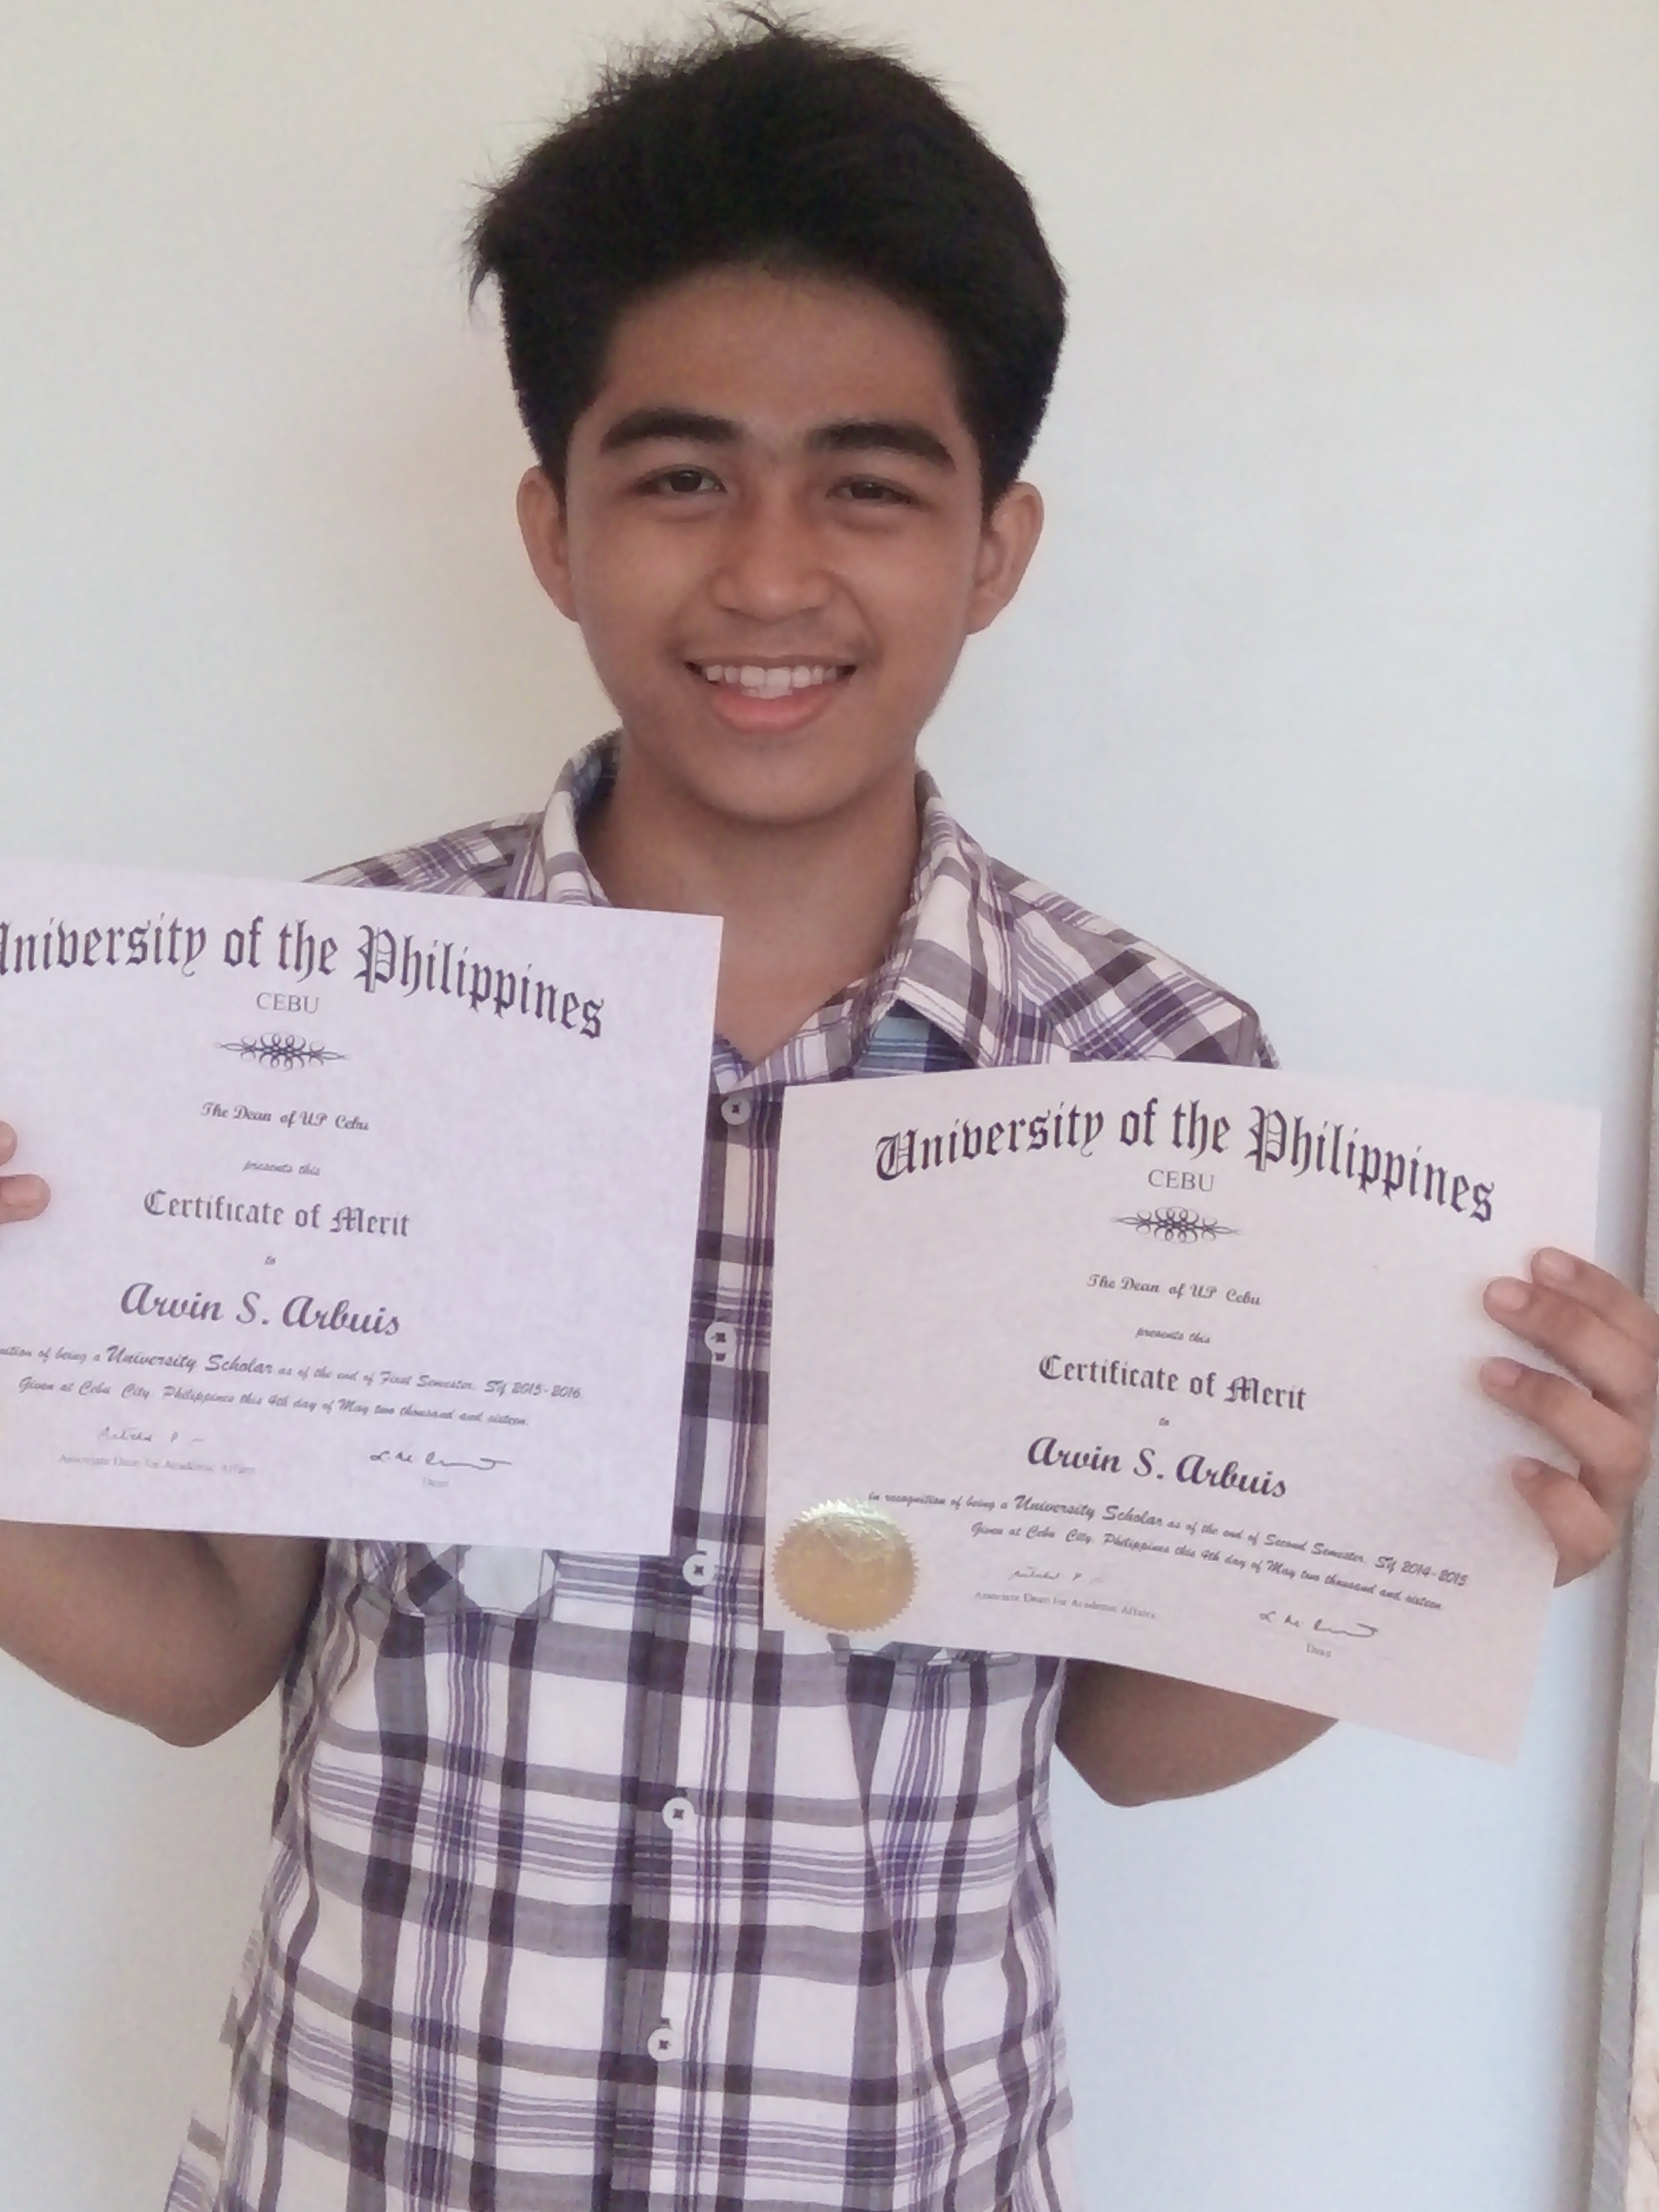 University of the Philippines
CEBU
The Dean of UP Cebu
presents this
Certificate of Merit
to
Arvin S. Arbuis
of being a University Scholar as of the end of First Semester, SY 2015-2016.
Given at Cebu City, Philippines this 4th day of May two thousand and sixteen.
Associate Dean for Academic Affairs
Dean
University of the Philippines
CEBU
The Dean of UP Cebu
presents this
Certificate of Merit
to
Arvin S. Arbuis
in recognition of being a University Scholar as of the end of Second Semester, SY 2014-2015
Given at Cebu City, Philippines this 4th day of May two thousand and sixteen.
Associate Dean for Academic Affairs
Dean